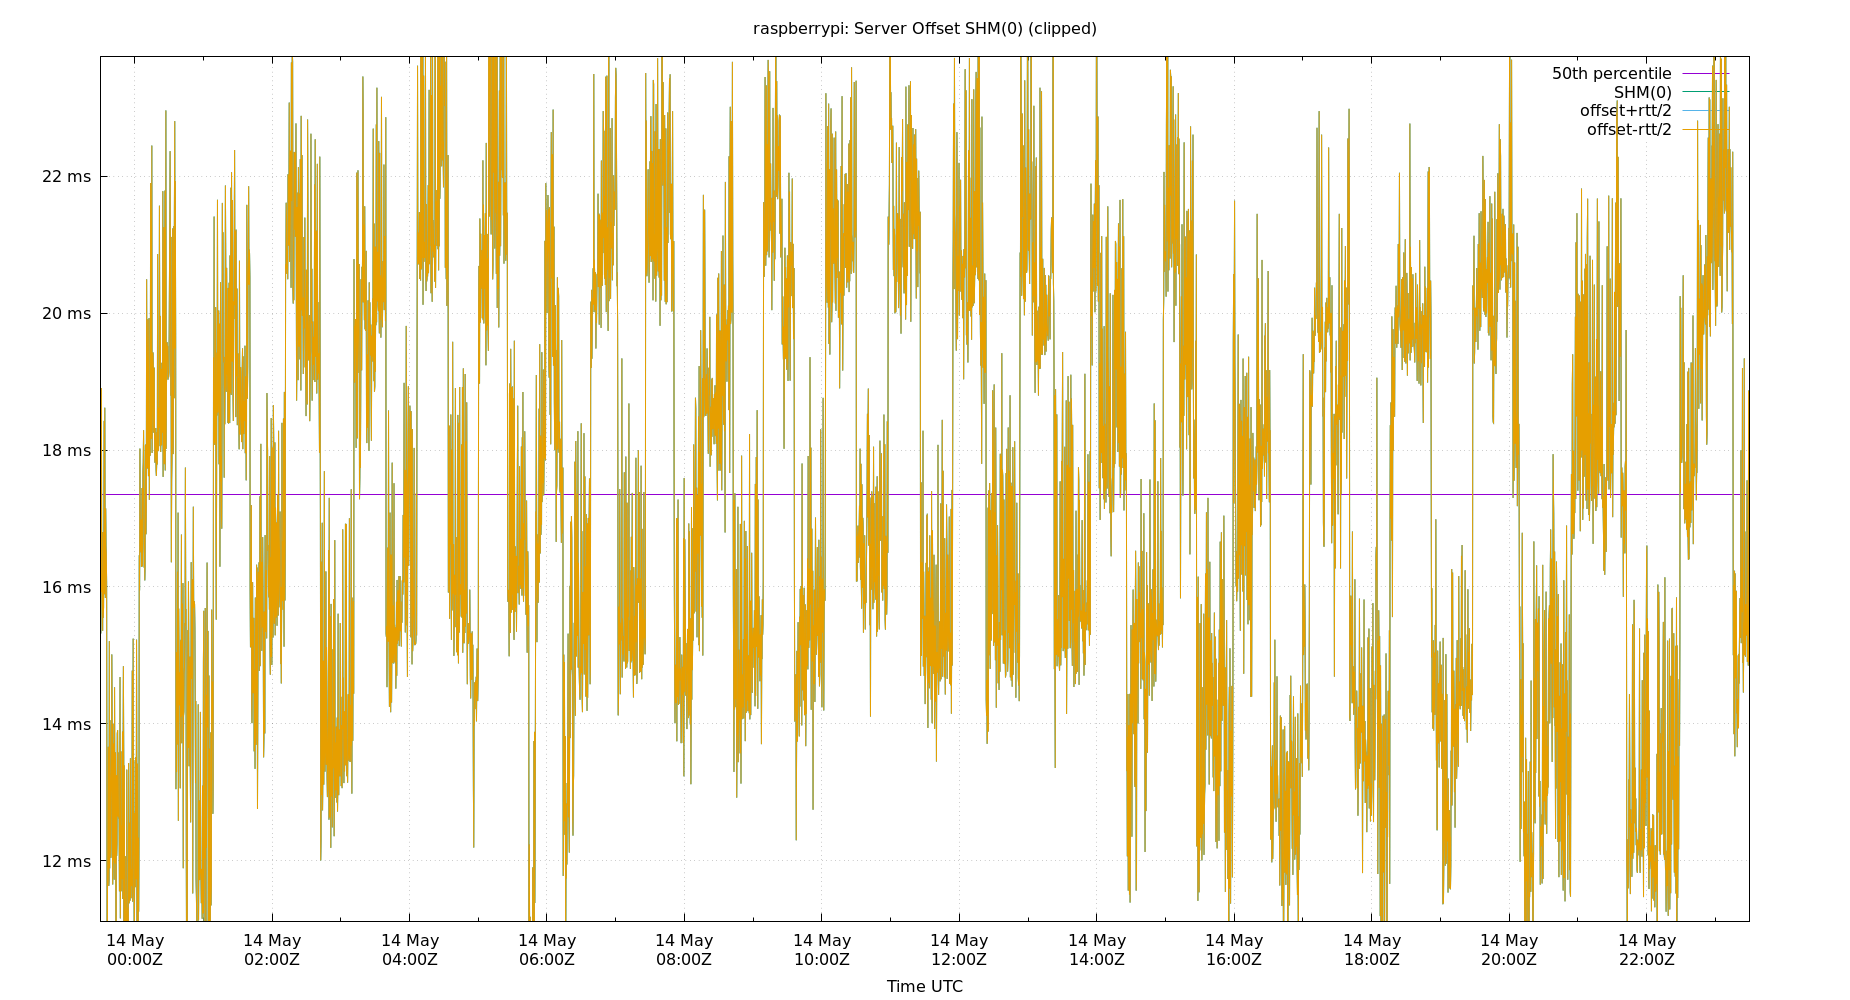 raspberrypi: Server Offset SHM(0) (clipped)
50th percentile
SHM(0)
offset+rtt/2
offset-rtt/2
22 ms
20 ms
18 ms
16 ms
14 ms
12 ms
14 May 14 May 14 May 14 May 14 May 14 May 14 May 14 May 14 May 14 May 14 May 14 May
00:00Z 02:00Z 04:00Z 06:00Z 08:00Z 10:00Z 12:00Z 14:00Z 16:00Z 18:00Z 20:00Z 22:00Z
Time UTC